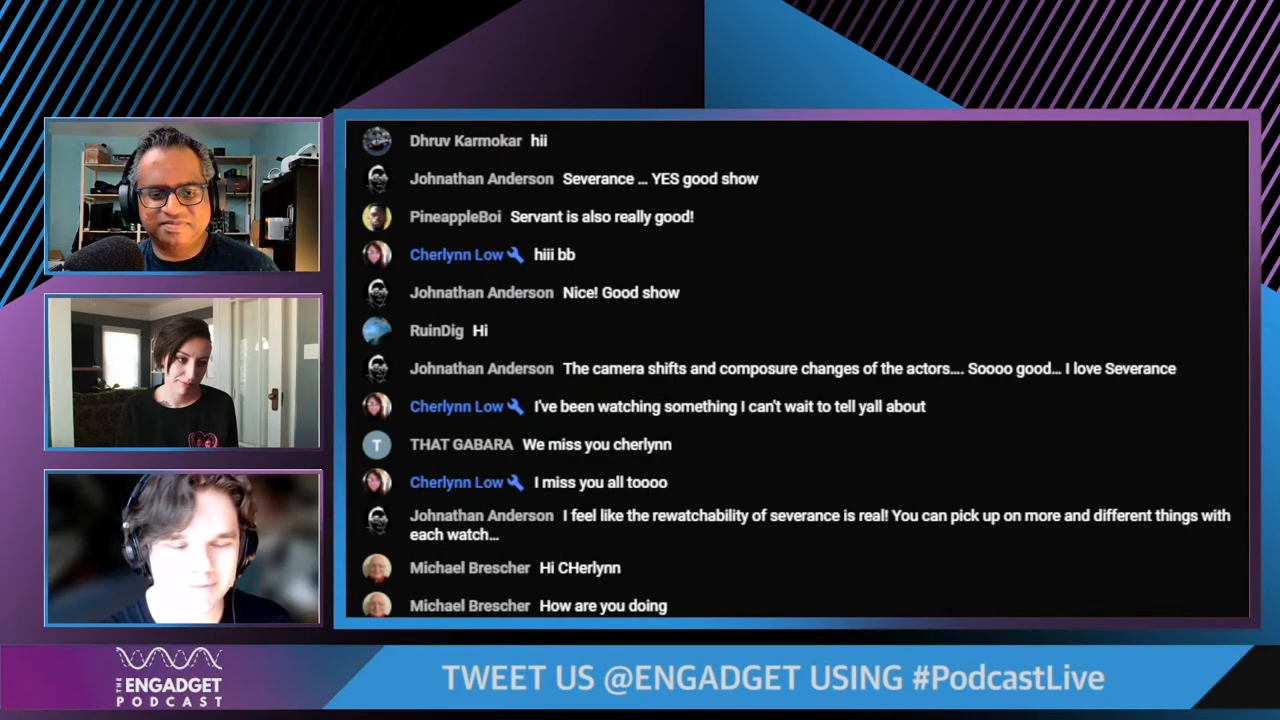 Dhruv Karmokar hii
Johnathan Anderson Severance ... YES good show
PineappleBoi Servant is also really good!
Cherlynn Low hiii bb
Johnathan Anderson Nice! Good show
RuinDig Hi
Johnathan Anderson The camera shifts and composure changes of the actors.... Soooo good... I love Severance
Cherlynn Low I've been watching something I can't wait to tell yall about
T THAT GABARA We miss you cherlynn
Cherlynn Low I miss you all toooo
Johnathan Anderson I feel like the rewatchability of severance is real! You can pick up on more and different things with
each watch...
Michael Brescher Hi CHerlynn
Michael Brescher How are you doing
THE
ENGADGET
PODCAST
TWEET US @ENGADGET USING #PodcastLive